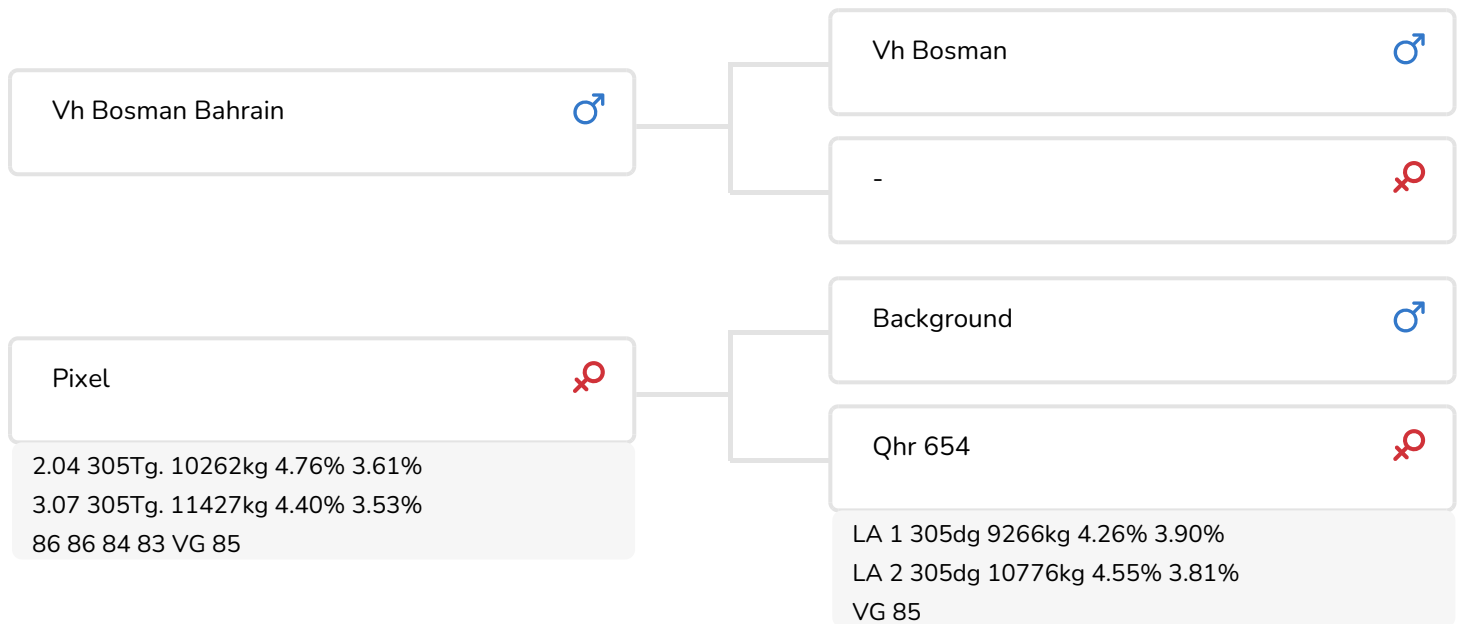 Vh Bosman Bahrain
Vh Bosman
-
Pixel
2.04 305Tg. 10262kg 4.76% 3.61%
3.07 305Tg. 11427kg 4.40% 3.53%
86 86 84 83 VG 85
Background
Qhr 654
LA 1 305dg 9266kg 4.26% 3.90%
LA 2 305dg 10776kg 4.55% 3.81%
VG 85